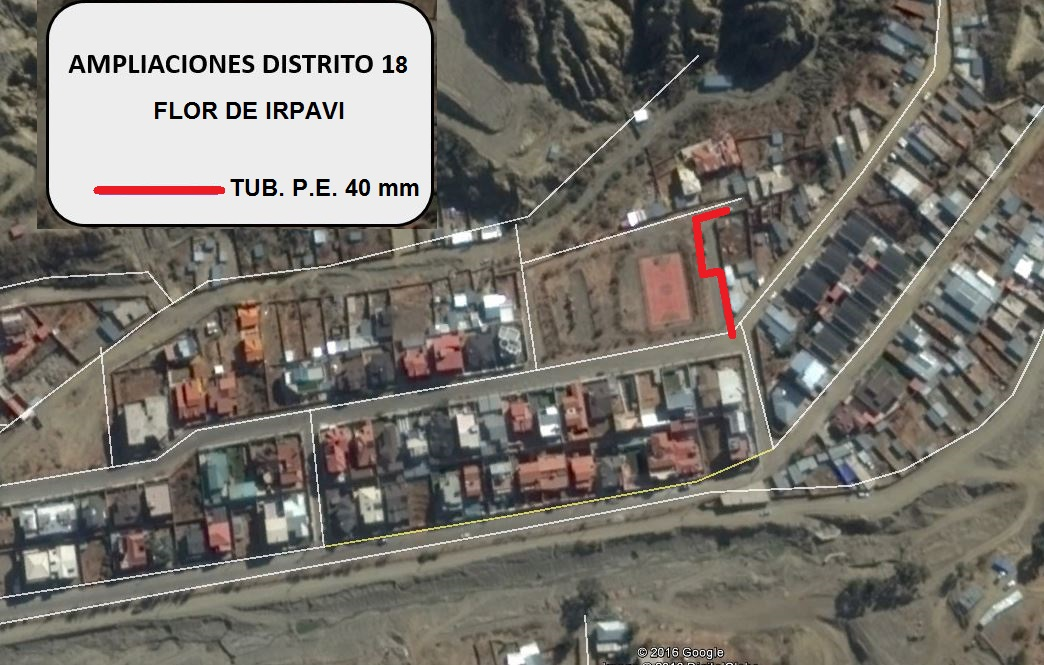 AMPLIACIONES DISTRITO 18
FLOR DE IRPAVI
TUB. P.E. 40 mm
© 2016 Google